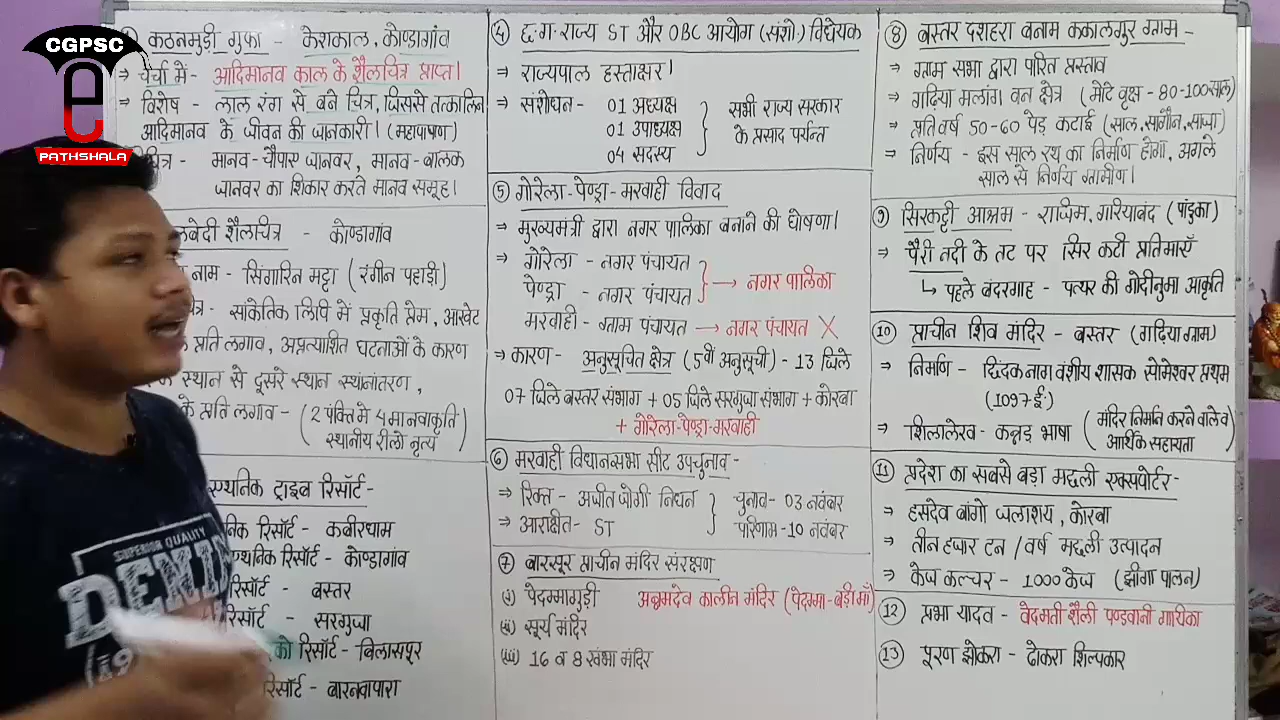 CGPSC
PATHSHALA
कठनमुड़ी गुफा - केशकाल, कोण्डागांव
⇒ चर्चा में - आदिमानव काल के शैलचित्र प्राप्त।
⇒ विशेष - लाल रंग से बने चित्र, जिससे तत्कालिन
आदिमानव के जीवन की जानकारी। (महापाषाण)
मानव-चौपाए जानवर, मानव-बालक
जानवर का शिकार करते मानव समूह।
शैलचित्र - कोण्डागांव
नाम - सिंगारिन मट्टा (रंगीन पहाड़ी)
सांकेतिक लिपि में प्रकृति प्रेम, आखेट
के प्रति लगाव, अप्रत्याशित घटनाओं के कारण
स्थान से दूसरे स्थान स्थांनांतरण,
के प्रति लगाव - (2 पंक्ति में 4 मानवाकृति
स्थानीय रीलो नृत्य)
एथनिक ट्राइब रिसॉर्ट -
रिसॉर्ट - कबीरधाम
एथनिक रिसॉर्ट - कोण्डागांव
रिसॉर्ट - बस्तर
रिसॉर्ट - सरगुजा
रिसॉर्ट - बिलासपुर
रिसॉर्ट - बारनवापारा
④ छ.ग. राज्य ST और OBC आयोग (संशो) विधेयक
⇒ राज्यपाल हस्ताक्षर।
⇒ संशोधन - 01 अध्यक्ष
01 उपाध्यक्ष
04 सदस्य
सभी राज्य सरकार
के प्रसाद पर्यन्त
⑤ गोरेला-पेण्ड्रा-मरवाही विवाद
⇒ मुख्यमंत्री द्वारा नगर पालिका बनाने की घोषणा।
⇒ गोरेला - नगर पंचायत
पेण्ड्रा - नगर पंचायत → नगर पालिका
मरवाही - ग्राम पंचायत → नगर पंचायत X
⇒ कारण - अनुसूचित क्षेत्र (5वीं अनुसूची) - 13 जिले
07 जिले बस्तर संभाग + 05 जिले सरगुजा संभाग + कोरबा
+ गोरेला-पेण्ड्रा-मरवाही
⑥ मरवाही विधानसभा सीट उपचुनाव -
⇒ रिक्त - अजीत जोगी निधन चुनाव - 03 नवंबर
⇒ आरक्षित - ST परिणाम - 10 नवंबर
⑦ बारसूर प्राचीन मंदिर संरक्षण
(i) पेदम्मागुड़ी अन्नमदेव कालीन मंदिर (पेदम्मा-बड़ी माँ)
(ii) सूर्य मंदिर
(iii) 16 व 8 खंभा मंदिर
⑧ बस्तर दशहरा बनाम ककालगुर ग्राम -
⇒ ग्राम सभा द्वारा पारित प्रस्ताव
⇒ गदिया मलांग वन क्षेत्र (मोटे वृक्ष - 80-100 साल)
⇒ प्रतिवर्ष 50-60 पेड़ कटाई (साल, सागौन, साजा)
⇒ निर्णय - इस साल रथ का निर्माण होगा, अगले
साल से निर्णय ग्रामीण।
⑨ सिरकट्टी आश्रम - राजिम, गरियाबंद (पांडुका)
⇒ पैरी नदी के तट पर सिर कटी प्रतिमाएँ
↳ पहले बंदरगाह - पत्थर की गोदीनुमा आकृति
⑩ प्राचीन शिव मंदिर - बस्तर (गदिया ग्राम)
⇒ निर्माण - छिंदकनाग वंशीय शासक सोमेश्वर प्रथम
(1097 ई.)
⇒ शिलालेख - कन्नड़ भाषा (मंदिर निर्माण करने वाले व
आर्थिक सहायता)
⑪ प्रदेश का सबसे बड़ा मछली एक्सपोर्टर -
⇒ हसदेव बांगो जलाशय, कोरबा
⇒ तीन हजार टन / वर्ष मछली उत्पादन
⇒ केज कल्चर - 1000 केज (झींगा पालन)
⑫ प्रभा यादव - वेदमती शैली पण्डवानी गायिका
⑬ पूरण झोकरा - ढोकरा शिल्पकार
SUPERIOR QUALITY